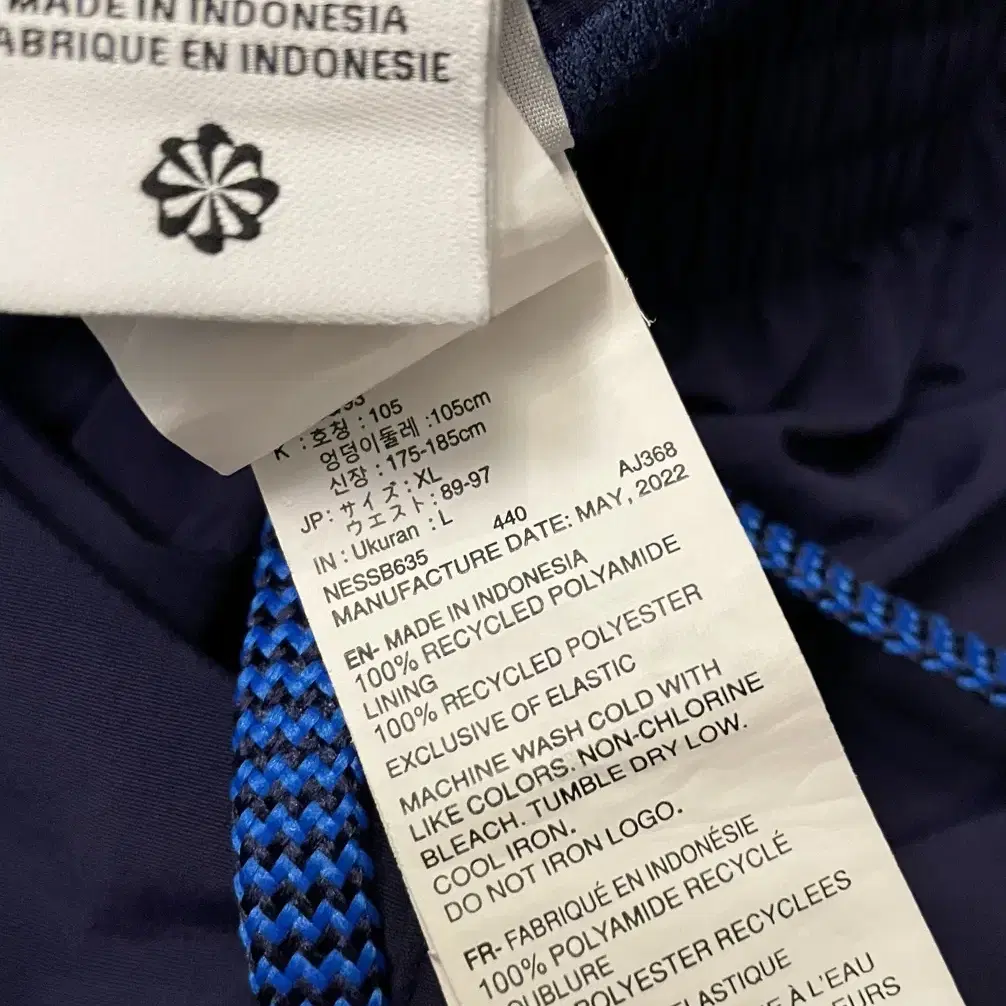 MADE IN INDONESIA
FABRIQUE EN INDONESIE
K : 호칭 : 105
엉덩이둘레 :105cm
신장 : 175-185cm
JP: サイズ : XL
ウエスト : 89-97
IN : Ukuran : L
NESSB635 440 AJ368
MANUFACTURE DATE: MAY, 2022
EN- MADE IN INDONESIA
100% RECYCLED POLYAMIDE
LINING
100% RECYCLED POLYESTER
EXCLUSIVE OF ELASTIC
MACHINE WASH COLD WITH
LIKE COLORS. NON-CHLORINE
BLEACH. TUMBLE DRY LOW.
COOL IRON.
DO NOT IRON LOGO.
FR- FABRIQUÉ EN INDONÉSIE
100% POLYAMIDE RECYCLÉ
DOUBLURE
POLYESTER RECYCLEES
ELASTIQUE
À L'EAU